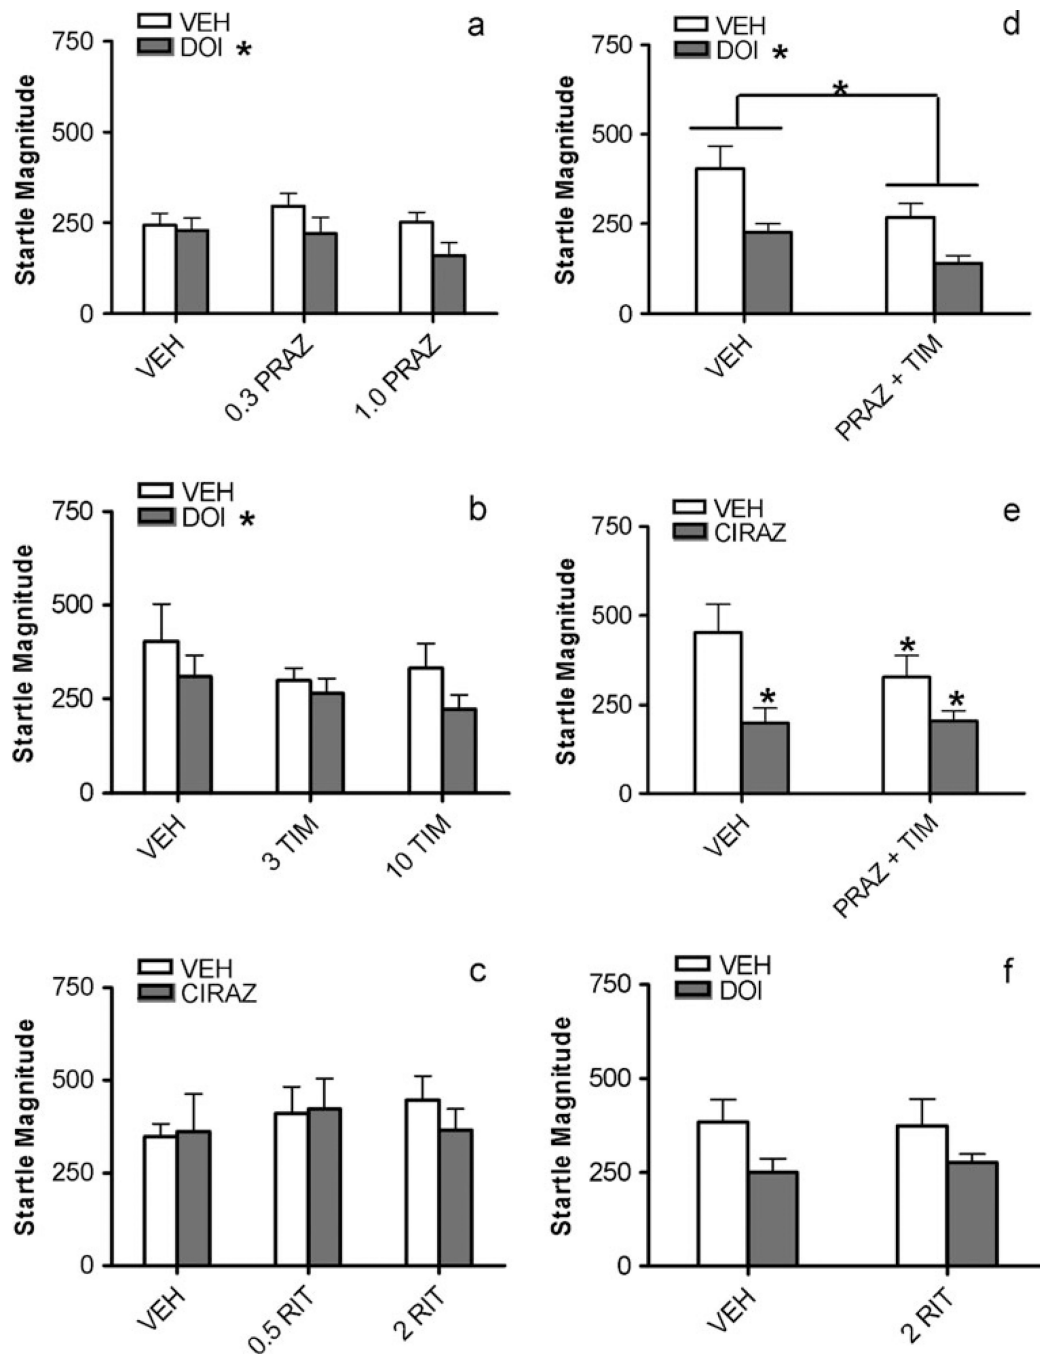 VEH
DOI *
a
750
500
250
0
Startle Magnitude
VEH
0.3 PRAZ
1.0 PRAZ
VEH
DOI *
d
*
750
500
250
0
Startle Magnitude
VEH
PRAZ + TIM
VEH
DOI *
b
750
500
250
0
Startle Magnitude
VEH
3 TIM
10 TIM
VEH
CIRAZ
e
*
*
*
750
500
250
0
Startle Magnitude
VEH
PRAZ + TIM
VEH
CIRAZ
c
750
500
250
0
Startle Magnitude
VEH
0.5 RIT
2 RIT
VEH
DOI
f
750
500
250
0
Startle Magnitude
VEH
2 RIT